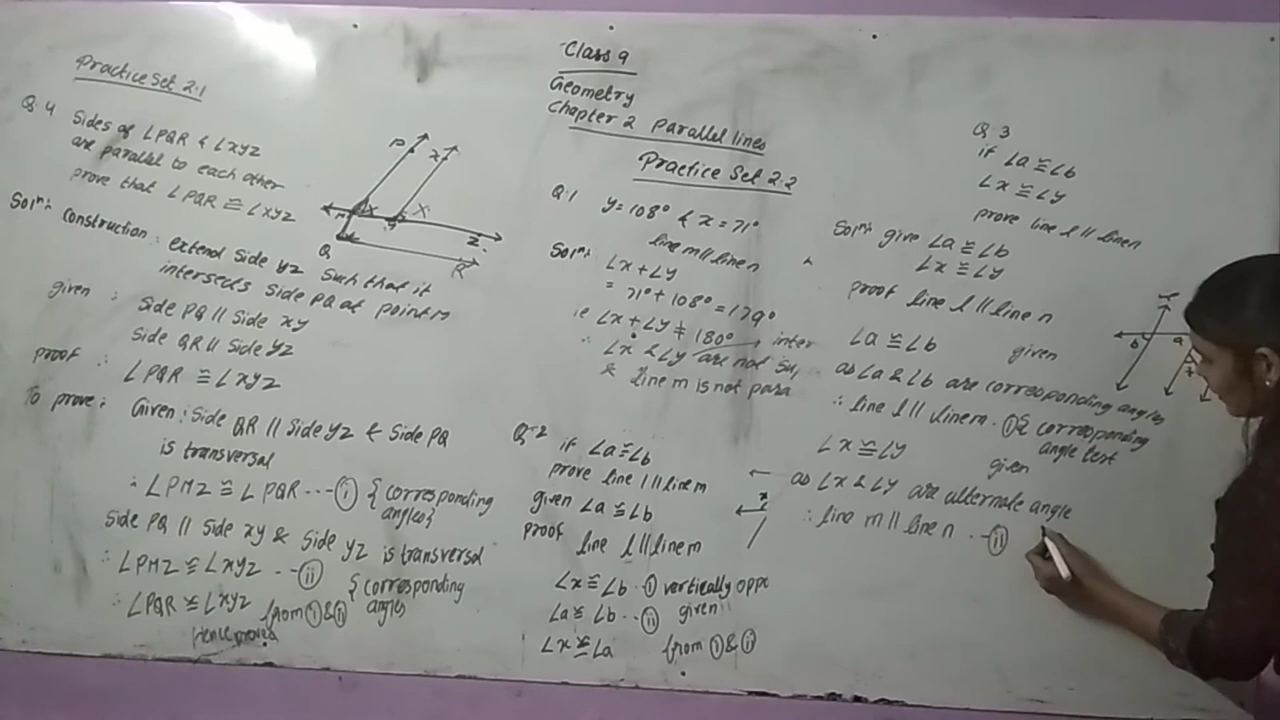 Practice Set 2.1
Q.4 Sides of ∠PQR & ∠XYZ
are parallel to each other
prove that ∠PQR ≅ ∠XYZ
P
X
M
X
Y
Z
Q
R
Solⁿ: Construction: extend side YZ such that it
intersects side PQ at point M
given : Side PQ || Side XY
Side QR || Side YZ
proof : ∠PQR ≅ ∠XYZ
To prove: Given: Side QR || Side YZ & Side PQ
is transversal
∴ ∠PMZ ≅ ∠PQR ---(i) {corresponding
angles}
Side PQ || Side XY & Side YZ is transversal
∴ ∠PMZ ≅ ∠XYZ --(ii) {corresponding
angles
∴ ∠PQR ≅ ∠XYZ from (i) & (ii)
Hence proved
Class 9
Geometry
Chapter 2 parallel lines
Practice Set 2.2
Q.1 y = 108° & x = 71°
line m || line n
Solⁿ: ∠x + ∠y
= 71° + 108° = 179°
ie ∠x + ∠y ≠ 180° , inter
∴ ∠x & ∠y are not su
& line m is not para
Q-2 if ∠a ≅ ∠b
prove line l || line m
given ∠a ≅ ∠b
proof line l || line m
x
∠x ≅ ∠b - (i) vertically oppo
∠a ≅ ∠b -- (ii) given
∠x ≅ ∠a from (i) & (ii)
Q 3
if ∠a ≅ ∠b
∠x ≅ ∠y
prove line l || line n
Solⁿ: give ∠a ≅ ∠b
∠x ≅ ∠y
proof line l || line n
b
a
x
∠a ≅ ∠b given
as ∠a & ∠b are corresponding angles
∴ line l || line m . (i) { corresponding
angle test
∠x ≅ ∠y given
as ∠x & ∠y are alternate angle
∴ line m || line n . -(ii)